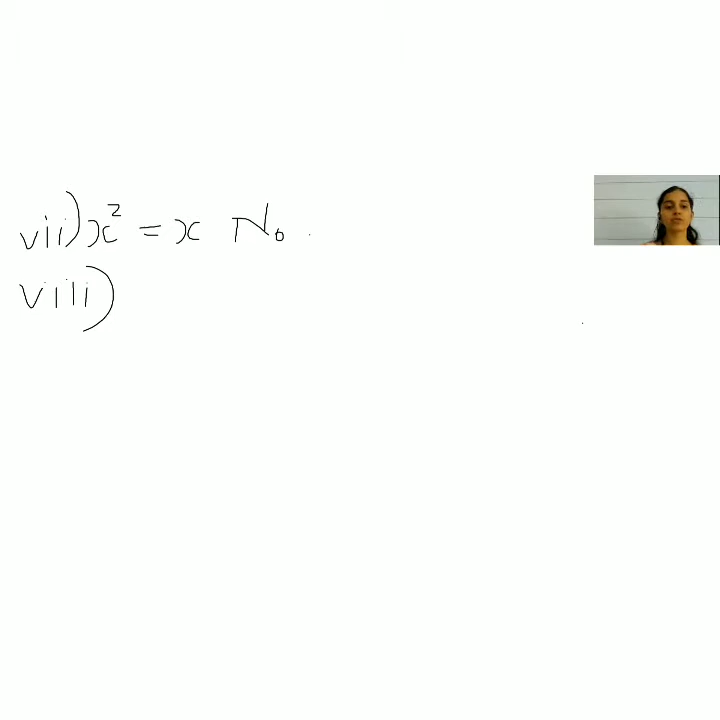 vii) x² = x No
viii)